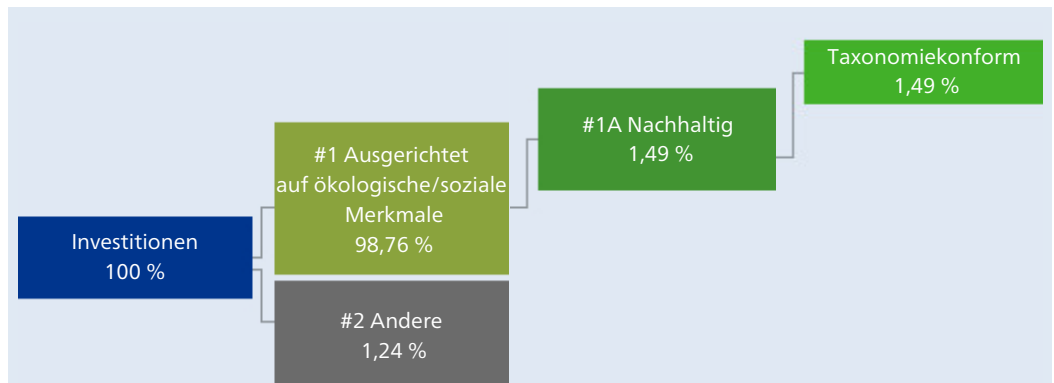 Investitionen
100 %
#1 Ausgerichtet
auf ökologische/soziale
Merkmale
98,76 %
#2 Andere
1,24 %
#1A Nachhaltig
1,49 %
Taxonomiekonform
1,49 %